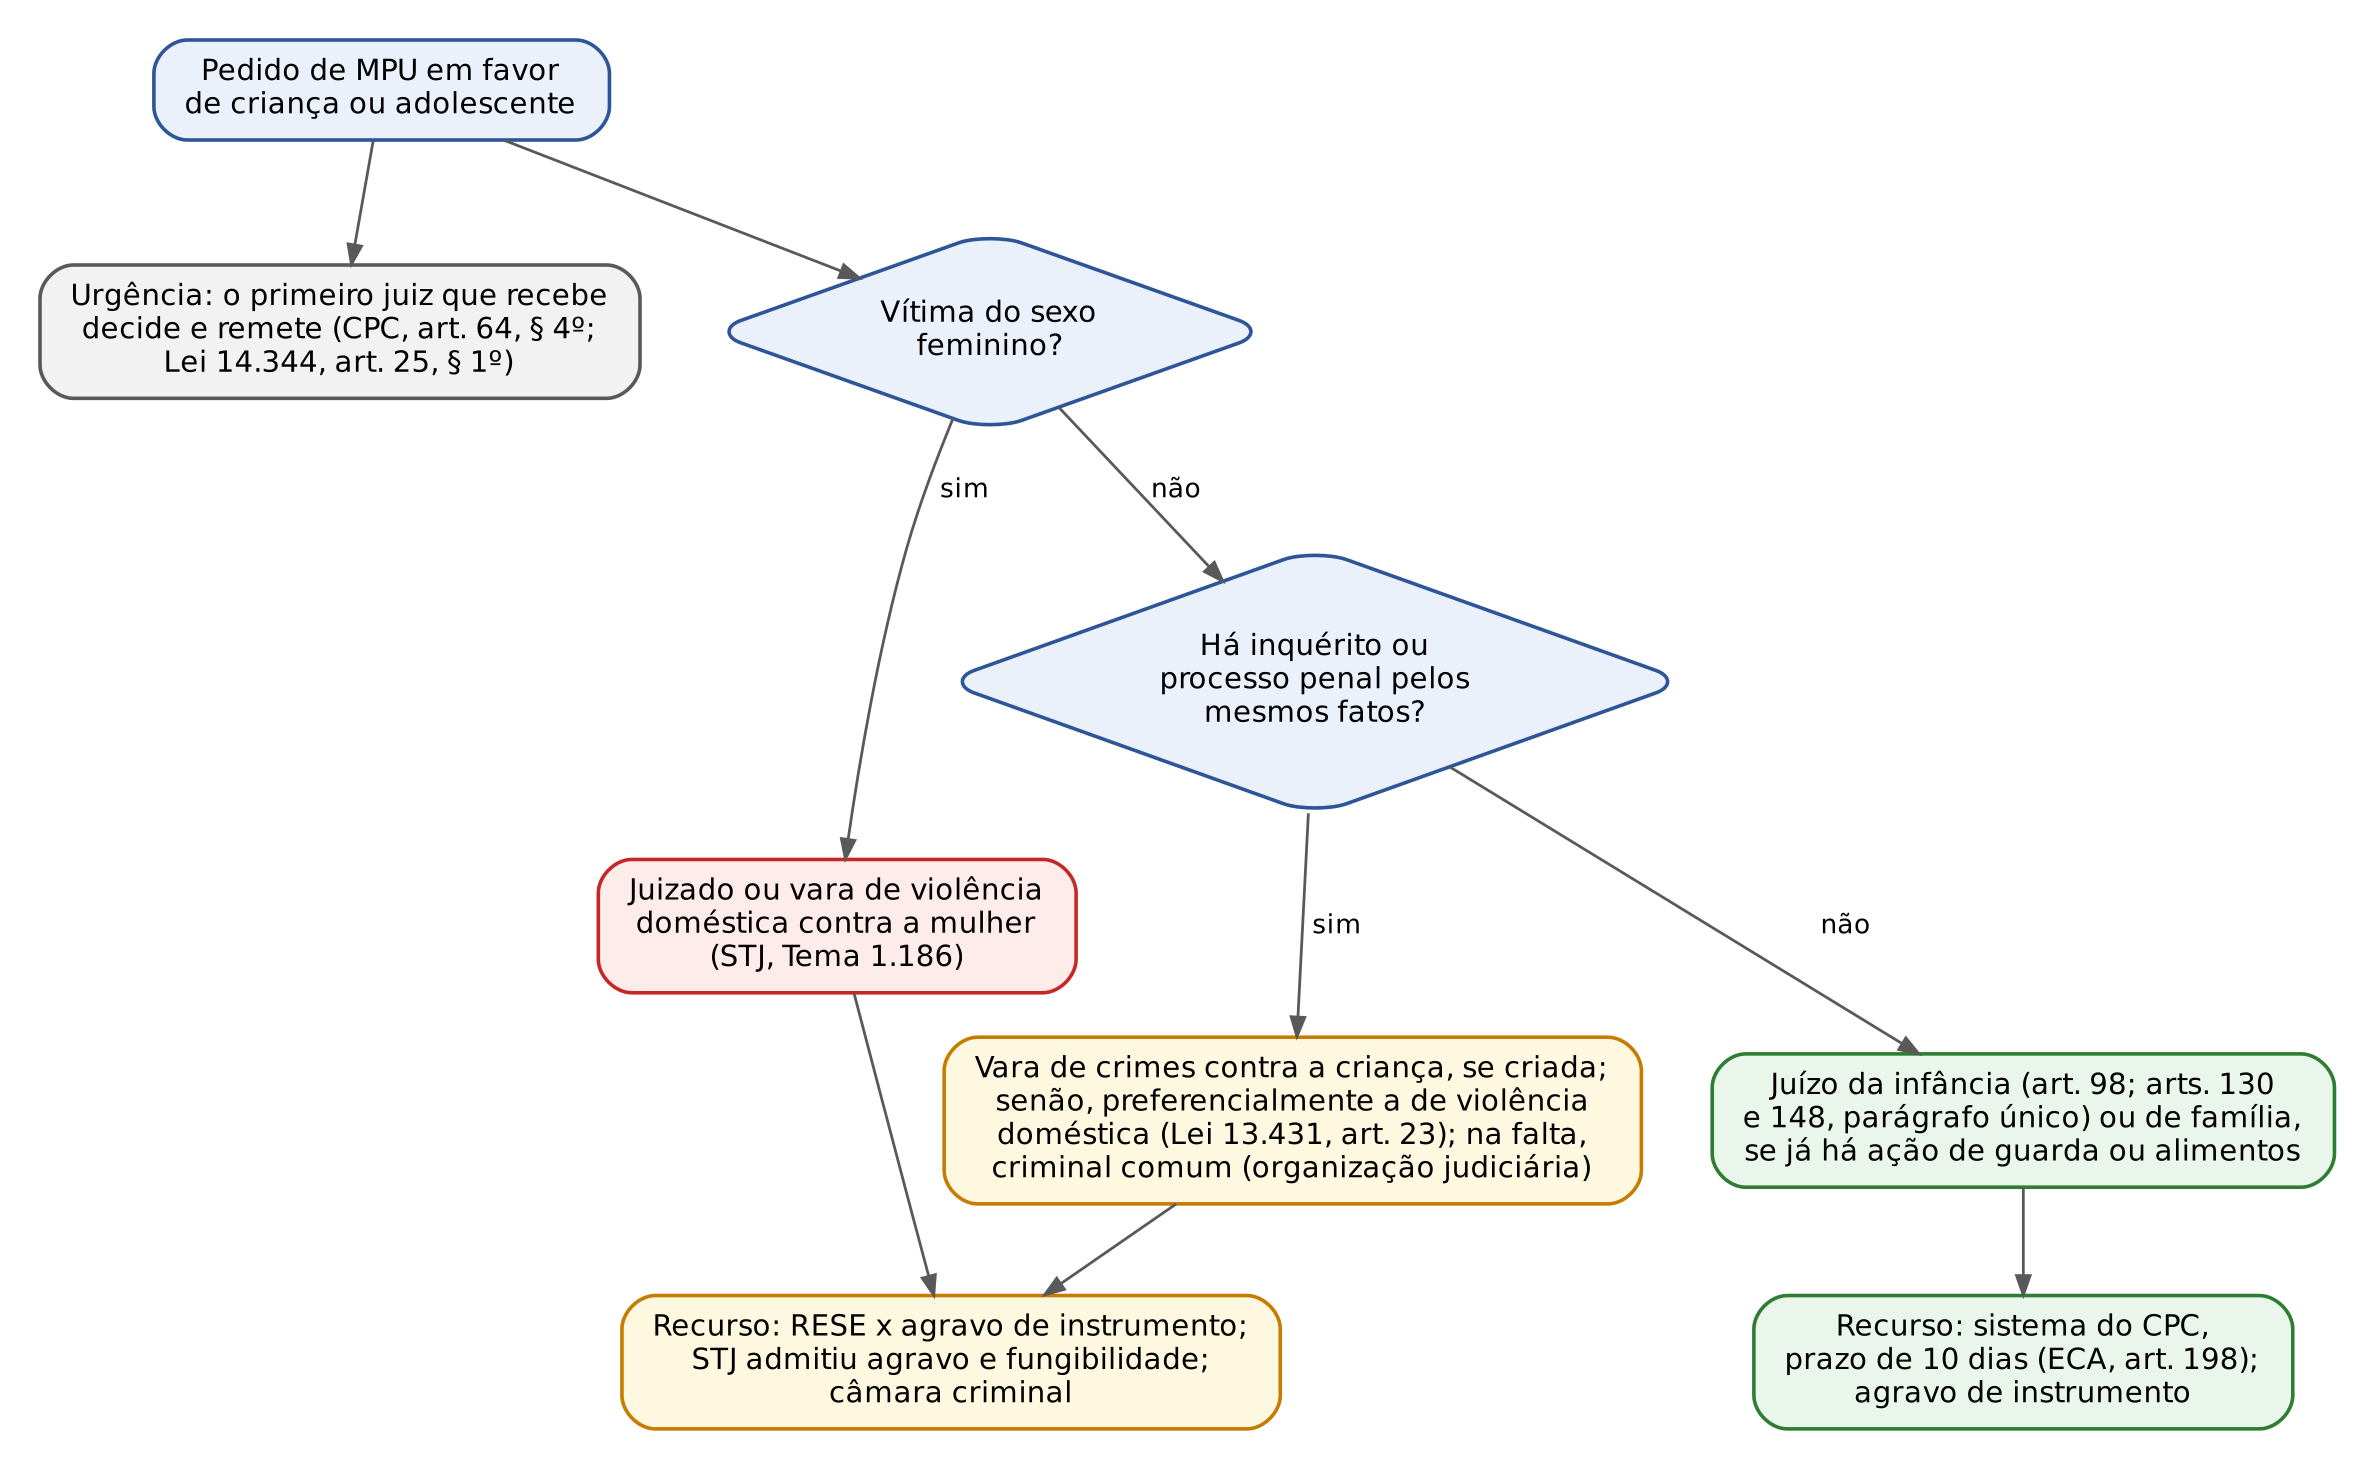 Pedido de MPU em favor
de criança ou adolescente
Urgência: o primeiro juiz que recebe
decide e remete (CPC, art. 64, § 4º;
Lei 14.344, art. 25, § 1º)
Vítima do sexo
feminino?
sim
não
Há inquérito ou
processo penal pelos
mesmos fatos?
Juizado ou vara de violência
doméstica contra a mulher
(STJ, Tema 1.186)
sim
não
Vara de crimes contra a criança, se criada;
senão, preferencialmente a de violência
doméstica (Lei 13.431, art. 23); na falta,
criminal comum (organização judiciária)
Juízo da infância (art. 98; arts. 130
e 148, parágrafo único) ou de família,
se já há ação de guarda ou alimentos
Recurso: RESE x agravo de instrumento;
STJ admitiu agravo e fungibilidade;
câmara criminal
Recurso: sistema do CPC,
prazo de 10 dias (ECA, art. 198);
agravo de instrumento